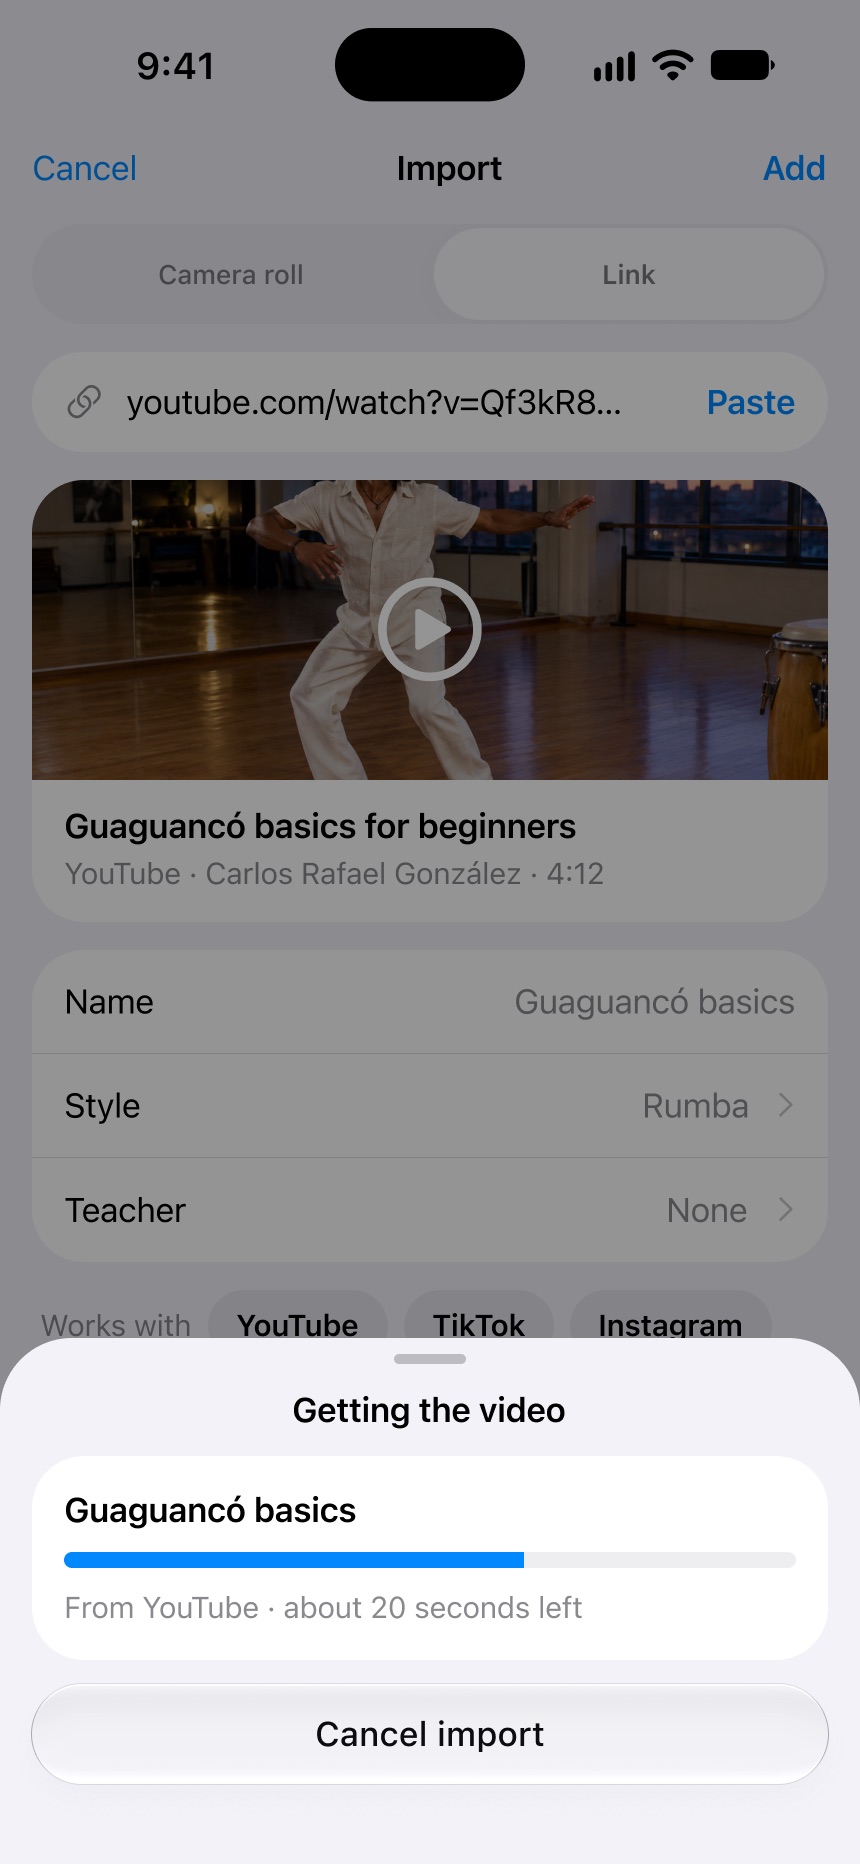 9:41
Cancel Import Add
Camera roll Link
youtube.com/watch?v=Qf3kR8... Paste
Guaguancó basics for beginners
YouTube · Carlos Rafael González · 4:12
Name Guaguancó basics
Style Rumba
Teacher None
Works with YouTube TikTok Instagram
Getting the video
Guaguancó basics
From YouTube · about 20 seconds left
Cancel import